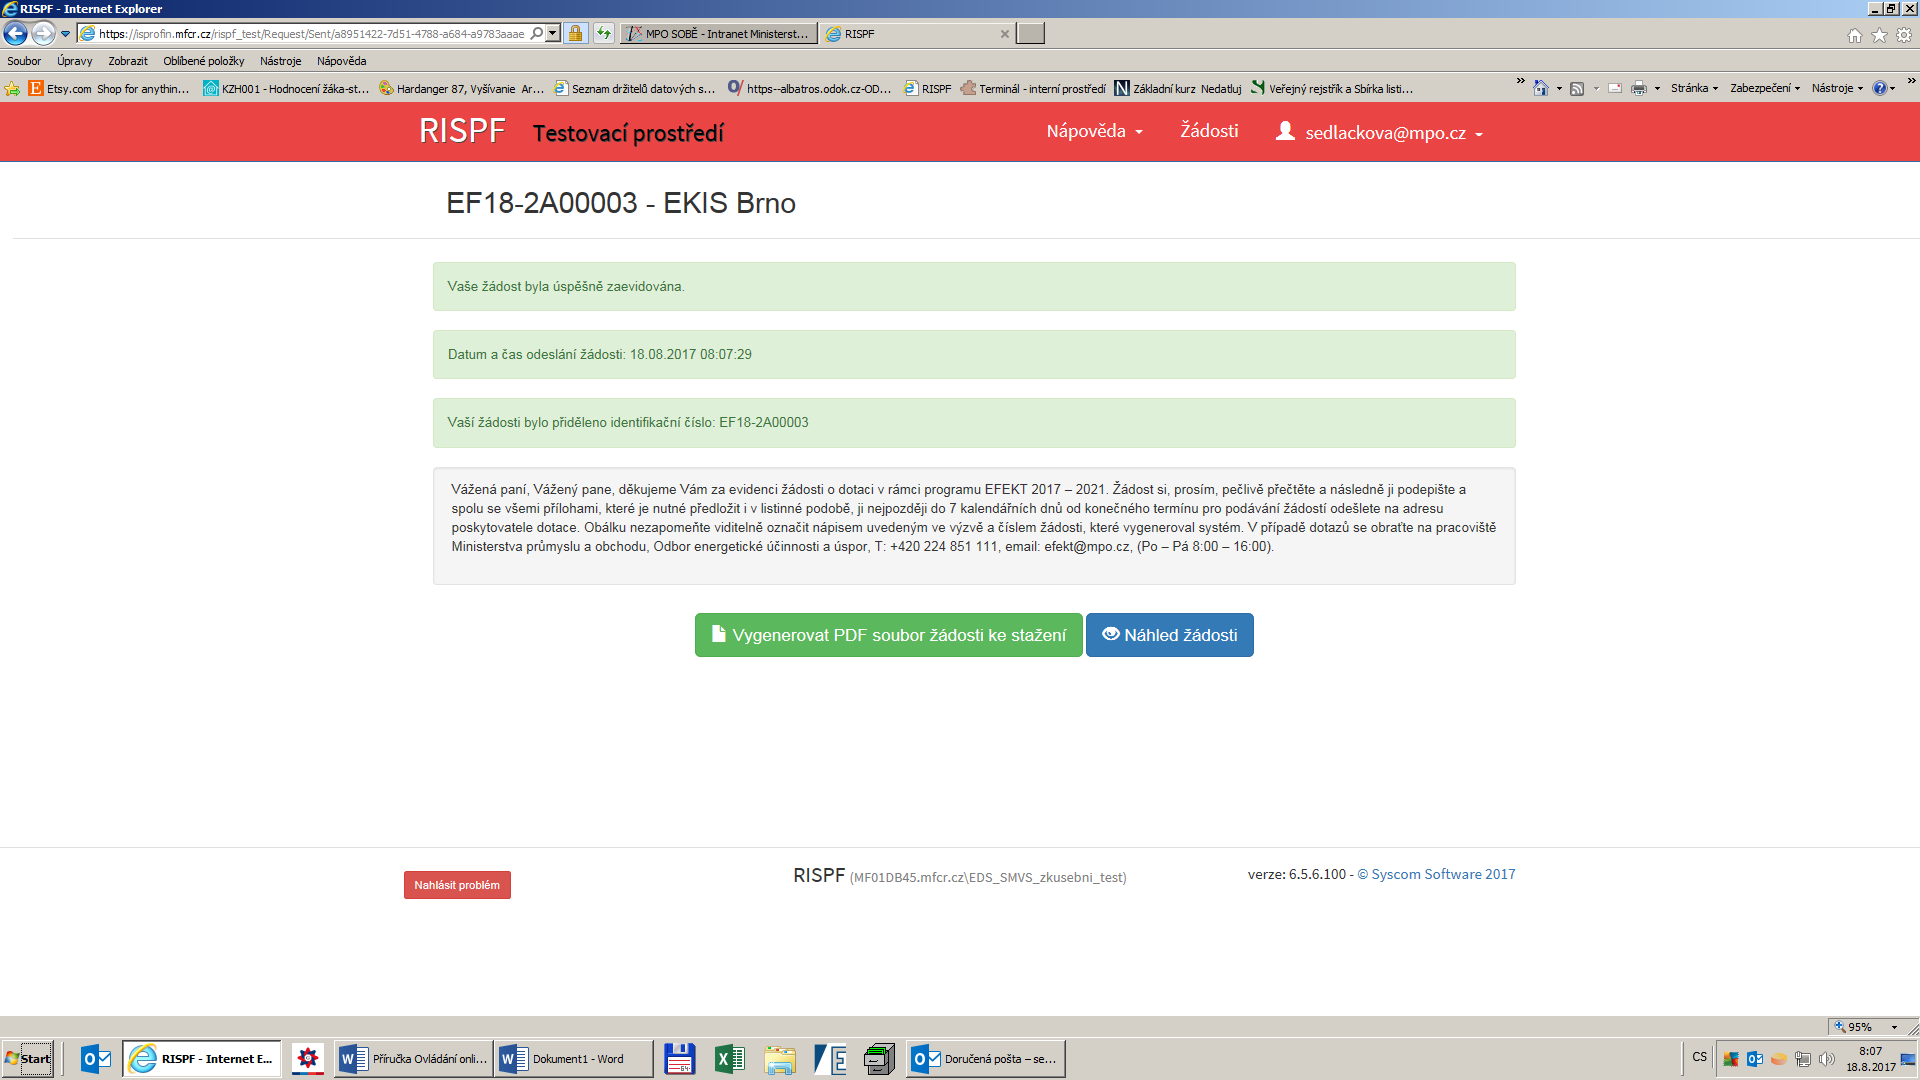 RISPF - Internet Explorer
https://isprofin.mfcr.cz/rispf_test/Request/Sent/a8951422-7d51-4788-a684-a9783aaae
MPO SOBĚ - Intranet Ministerst...
RISPF
Soubor Úpravy Zobrazit Oblíbené položky Nástroje Nápověda
Etsy.com Shop for anythin...
KZH001 - Hodnocení žáka-st...
Hardanger 87, Vyšívanie Ar...
Seznam držitelů datových s...
https--albatros.odok.cz-OD...
RISPF
Terminál - interní prostředí
Základní kurz Nedatluj
Veřejný rejstřík a Sbírka listi...
Stránka
Zabezpečení
Nástroje
RISPF Testovací prostředí
Nápověda
Žádosti
sedlackova@mpo.cz
EF18-2A00003 - EKIS Brno
Vaše žádost byla úspěšně zaevidována.
Datum a čas odeslání žádosti: 18.08.2017 08:07:29
Vaší žádosti bylo přiděleno identifikační číslo: EF18-2A00003
Vážená paní, Vážený pane, děkujeme Vám za evidenci žádosti o dotaci v rámci programu EFEKT 2017 – 2021. Žádost si, prosím, pečlivě přečtěte a následně ji podepište a
spolu se všemi přílohami, které je nutné předložit i v listinné podobě, ji nejpozději do 7 kalendářních dnů od konečného termínu pro podávání žádostí odešlete na adresu
poskytovatele dotace. Obálku nezapomeňte viditelně označit nápisem uvedeným ve výzvě a číslem žádosti, které vygeneroval systém. V případě dotazů se obraťte na pracoviště
Ministerstva průmyslu a obchodu, Odbor energetické účinnosti a úspor, T: +420 224 851 111, email: efekt@mpo.cz, (Po – Pá 8:00 – 16:00).
Vygenerovat PDF soubor žádosti ke stažení
Náhled žádosti
Nahlásit problém
RISPF (MF01DB45.mfcr.cz\EDS_SMVS_zkusebni_test)
verze: 6.5.6.100 - © Syscom Software 2017
95%
Start
RISPF - Internet E...
Příručka Ovládání onli...
Dokument1 - Word
Doručená pošta – se...
CS
8:07
18.8.2017